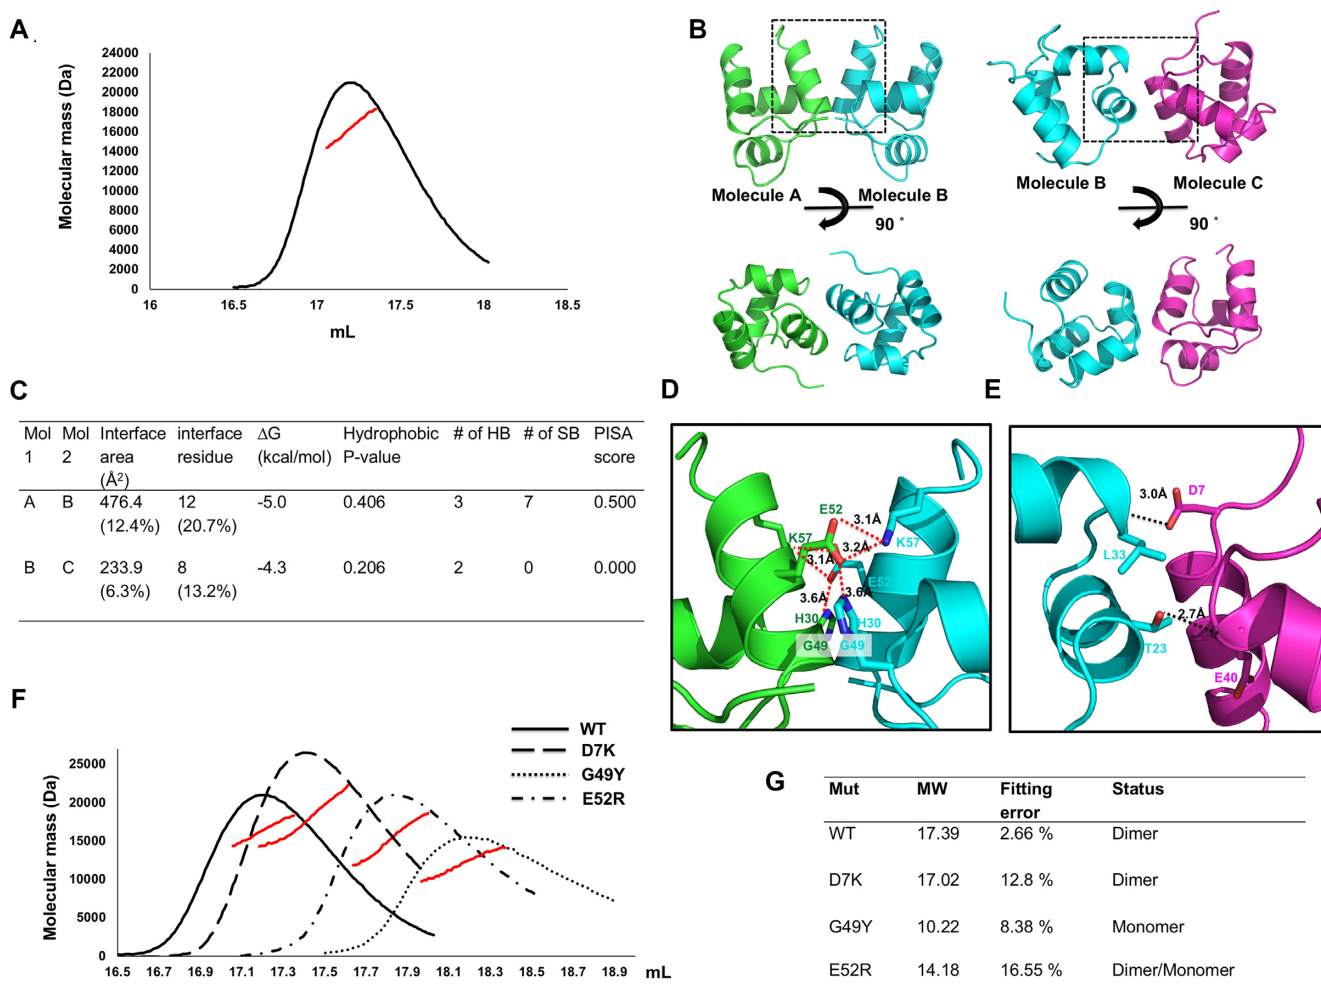 A
Molecular mass (Da)
24000
22000
20000
18000
16000
14000
12000
10000
8000
6000
4000
2000
0
16 16.5 17 17.5 18 18.5
mL
B
Molecule A Molecule B
90 °
Molecule B Molecule C
90 °
C
Mol 1 Mol 2 Interface area (Å²) interface residue ΔG (kcal/mol) Hydrophobic P-value # of HB # of SB PISA score
A B 476.4 12 -5.0 0.406 3 7 0.500
(12.4%) (20.7%)
B C 233.9 8 -4.3 0.206 2 0 0.000
(6.3%) (13.2%)
D
E52
3.1Å
K57
K57
3.2Å
3.1Å
E52
3.6Å
3.6Å
H30
H30
G49 G49
E
3.0Å
D7
L33
2.7Å
T23
E40
F
WT
D7K
G49Y
E52R
Molecular mass (Da)
25000
20000
15000
10000
5000
0
16.5 16.7 16.9 17.1 17.3 17.5 17.7 17.9 18.1 18.3 18.5 18.7 18.9 mL
G
Mut MW Fitting error Status
WT 17.39 2.66 % Dimer
D7K 17.02 12.8 % Dimer
G49Y 10.22 8.38 % Monomer
E52R 14.18 16.55 % Dimer/Monomer